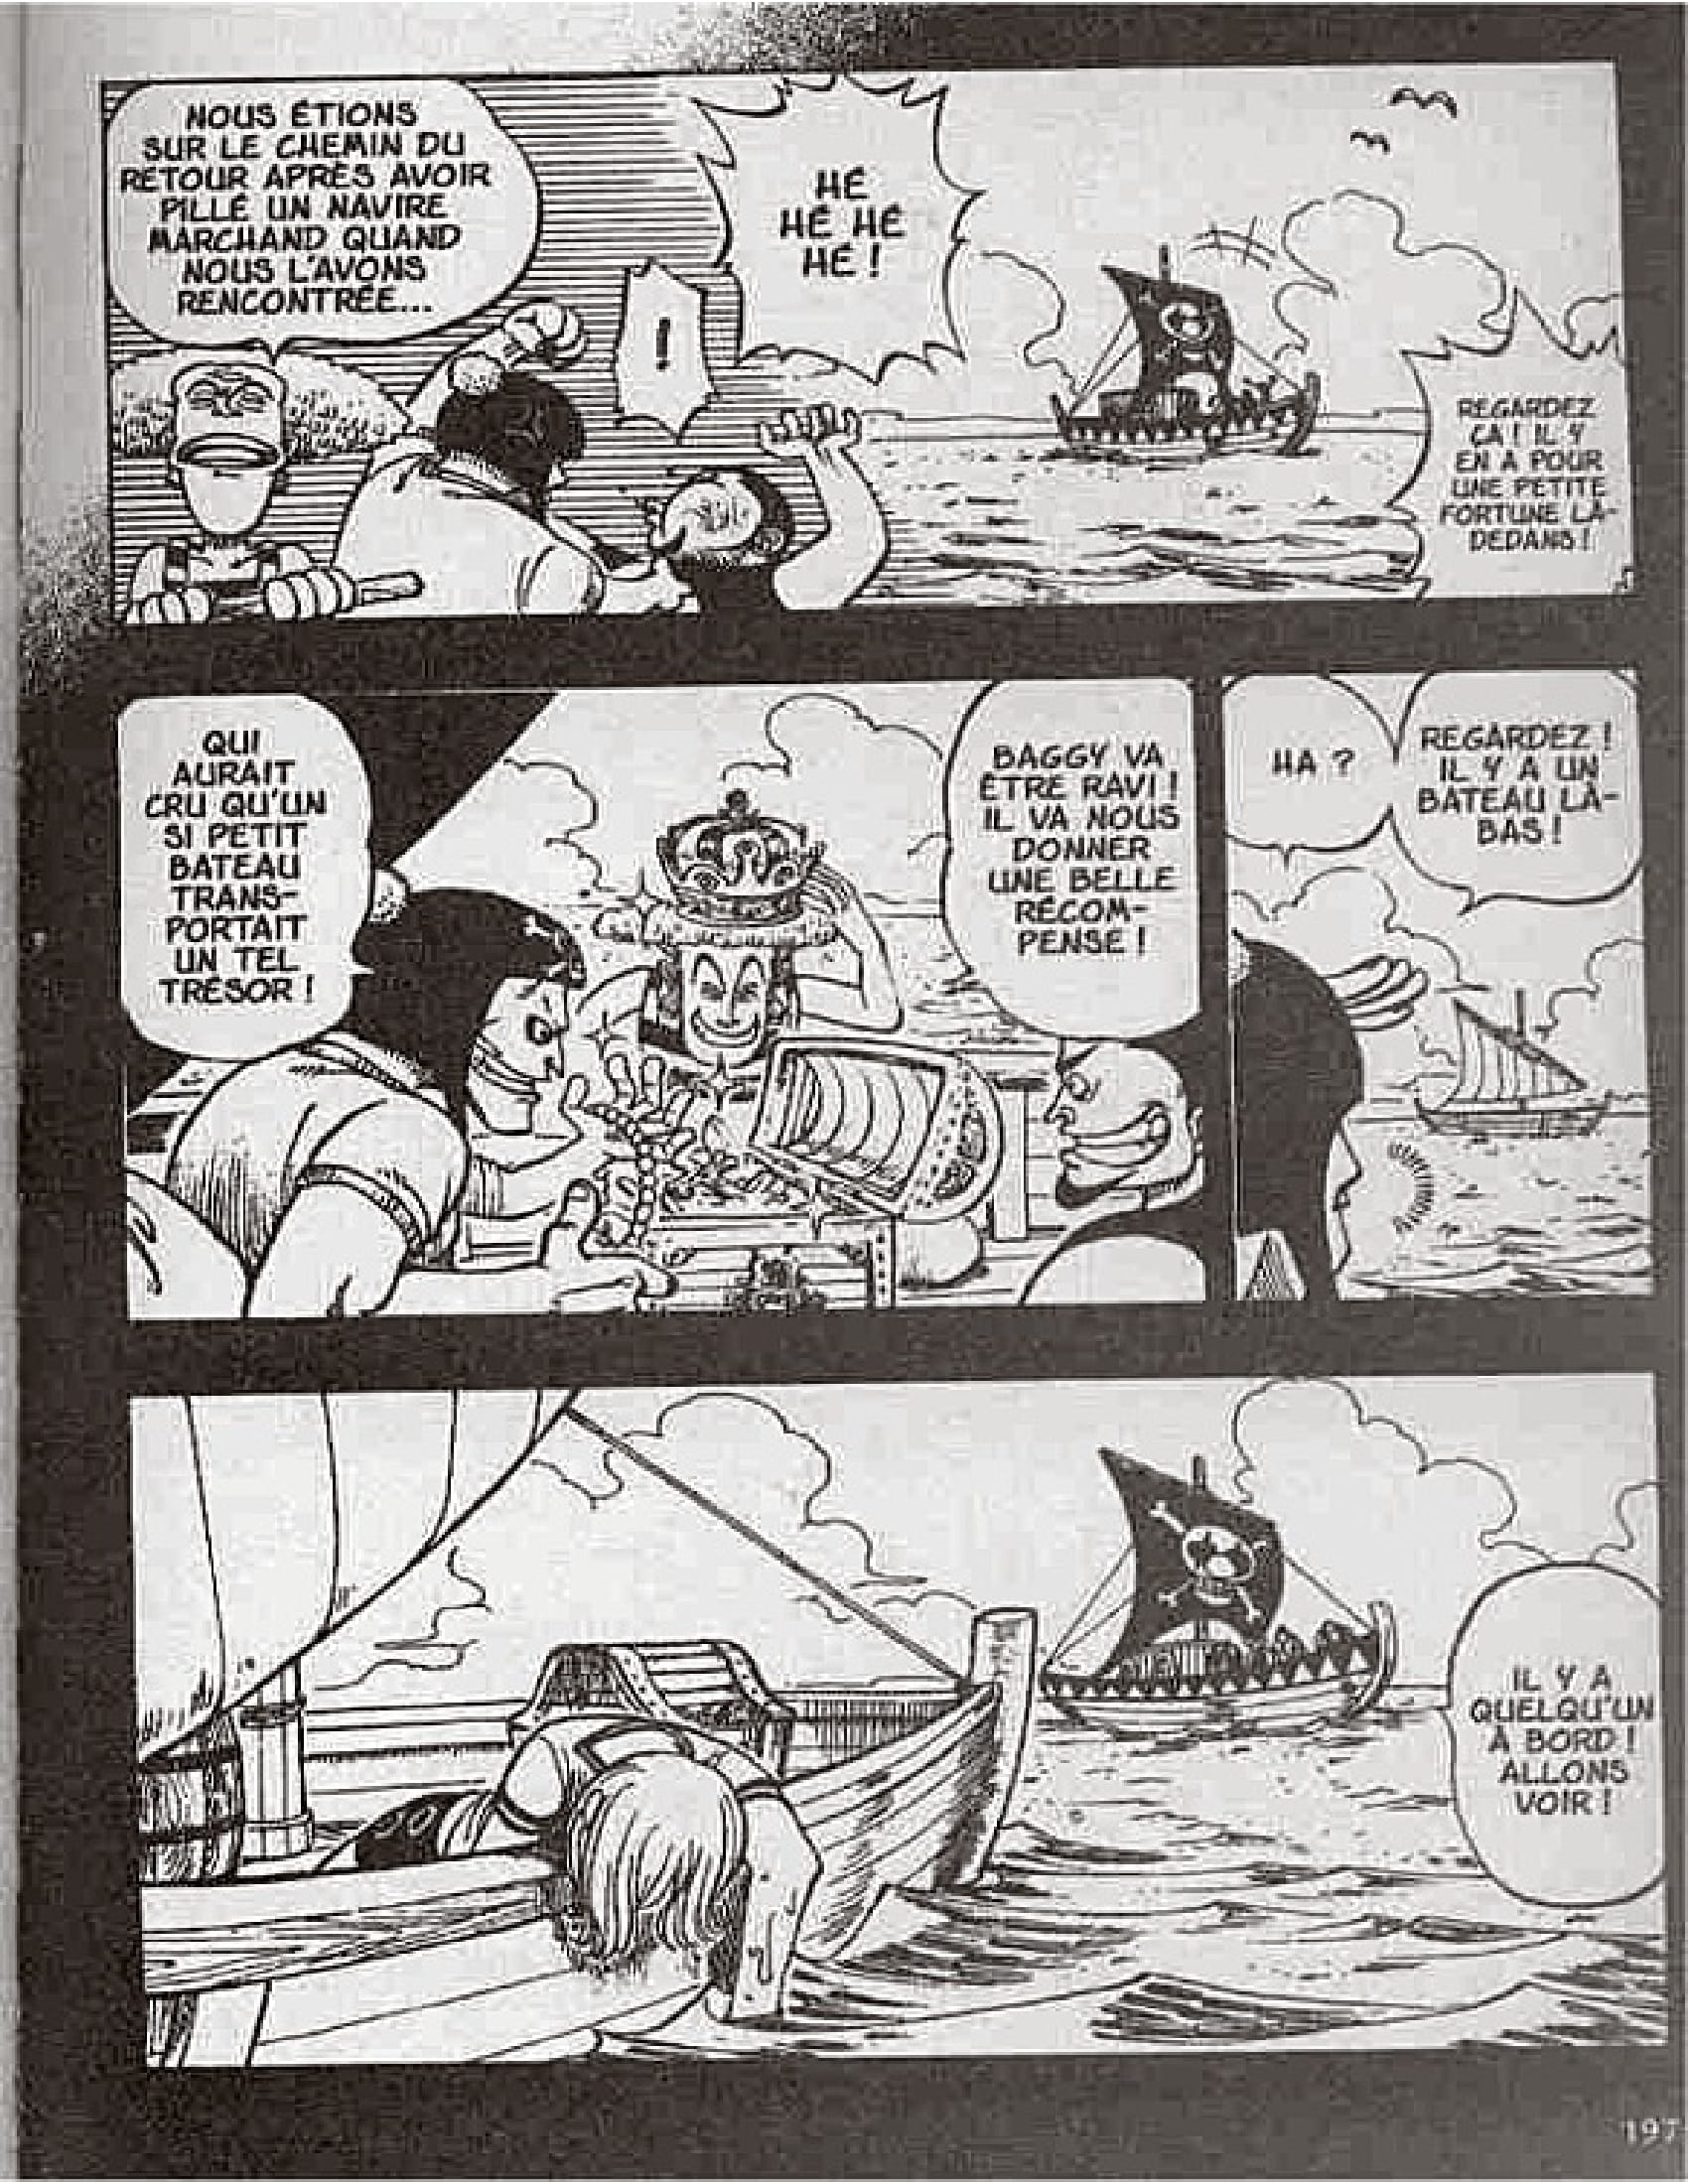 NOUS ÉTIONS
SUR LE CHEMIN DU
RETOUR APRÈS AVOIR
PILLÉ UN NAVIRE
MARCHAND QUAND
NOUS L'AVONS
RENCONTRÉE...
!
HÉ
HÉ HÉ
HÉ !
REGARDEZ
ÇA ! IL Y
EN A POUR
UNE PETITE
FORTUNE LÀ-
DEDANS !
QUI
AURAIT
CRU QU'UN
SI PETIT
BATEAU
TRANS-
PORTAIT
UN TEL
TRÉSOR !
BAGGY VA
ÊTRE RAVI !
IL VA NOUS
DONNER
UNE BELLE
RÉCOM-
PENSE !
HA ?
REGARDEZ !
IL Y A UN
BATEAU LÀ-
BAS !
IL Y A
QUELQU'UN
À BORD !
ALLONS
VOIR !
197